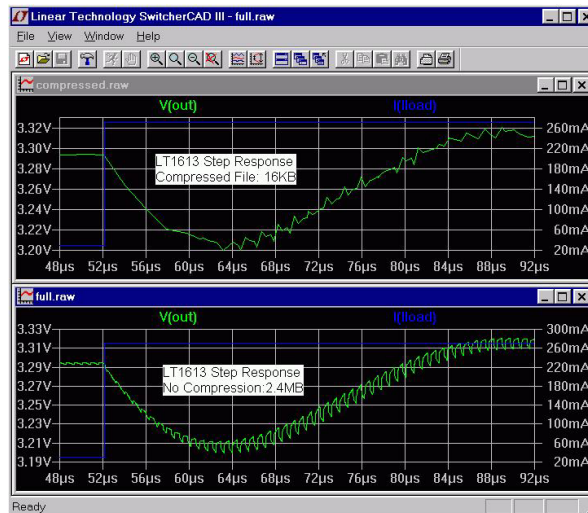 Linear Technology SwitcherCAD III - full.raw
File View Window Help
compressed.raw
V(out) I(Iload)
3.32V 260mA
3.30V 220mA
3.28V 180mA
3.26V 140mA
3.24V 100mA
3.22V 60mA
3.20V 20mA
LT1613 Step Response
Compressed File: 16KB
48µs 52µs 56µs 60µs 64µs 68µs 72µs 76µs 80µs 84µs 88µs 92µs
full.raw
V(out) I(Iload)
3.33V 300mA
3.31V 260mA
3.29V 220mA
3.27V 180mA
3.25V 140mA
3.23V 100mA
3.21V 60mA
3.19V 20mA
LT1613 Step Response
No Compression:2.4MB
48µs 52µs 56µs 60µs 64µs 68µs 72µs 76µs 80µs 84µs 88µs 92µs
Ready